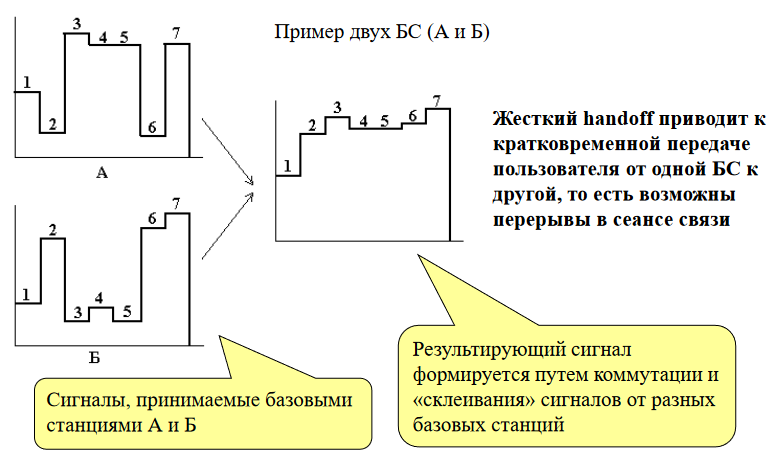 Пример двух БС (А и Б)
1
2
3
4
5
6
7
А
1
2
3
4
5
6
7
Б
1
2
3
4
5
6
7
Жесткий handoff приводит к
кратковременной передаче
пользователя от одной БС к
другой, то есть возможны
перерывы в сеансе связи
Сигналы, принимаемые базовыми
станциями А и Б
Результирующий сигнал
формируется путем коммутации и
«склеивания» сигналов от разных
базовых станций